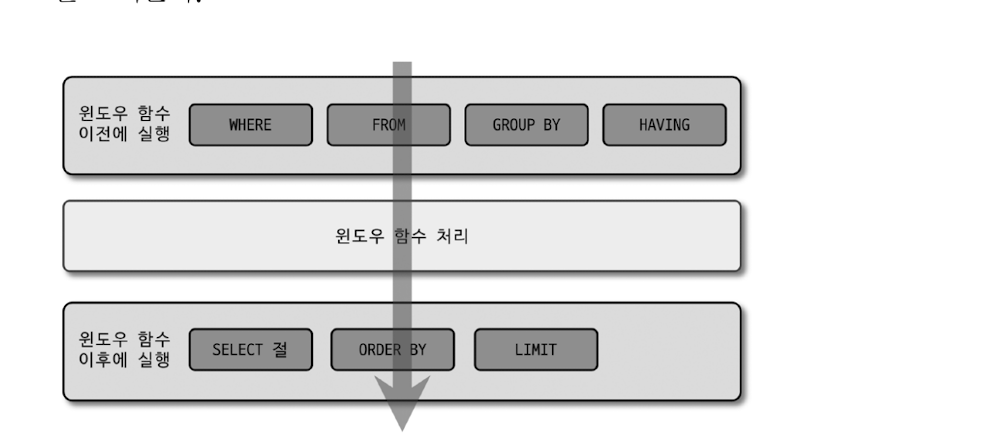 윈도우 함수
이전에 실행
WHERE
FROM
GROUP BY
HAVING
윈도우 함수 처리
윈도우 함수
이후에 실행
SELECT 절
ORDER BY
LIMIT